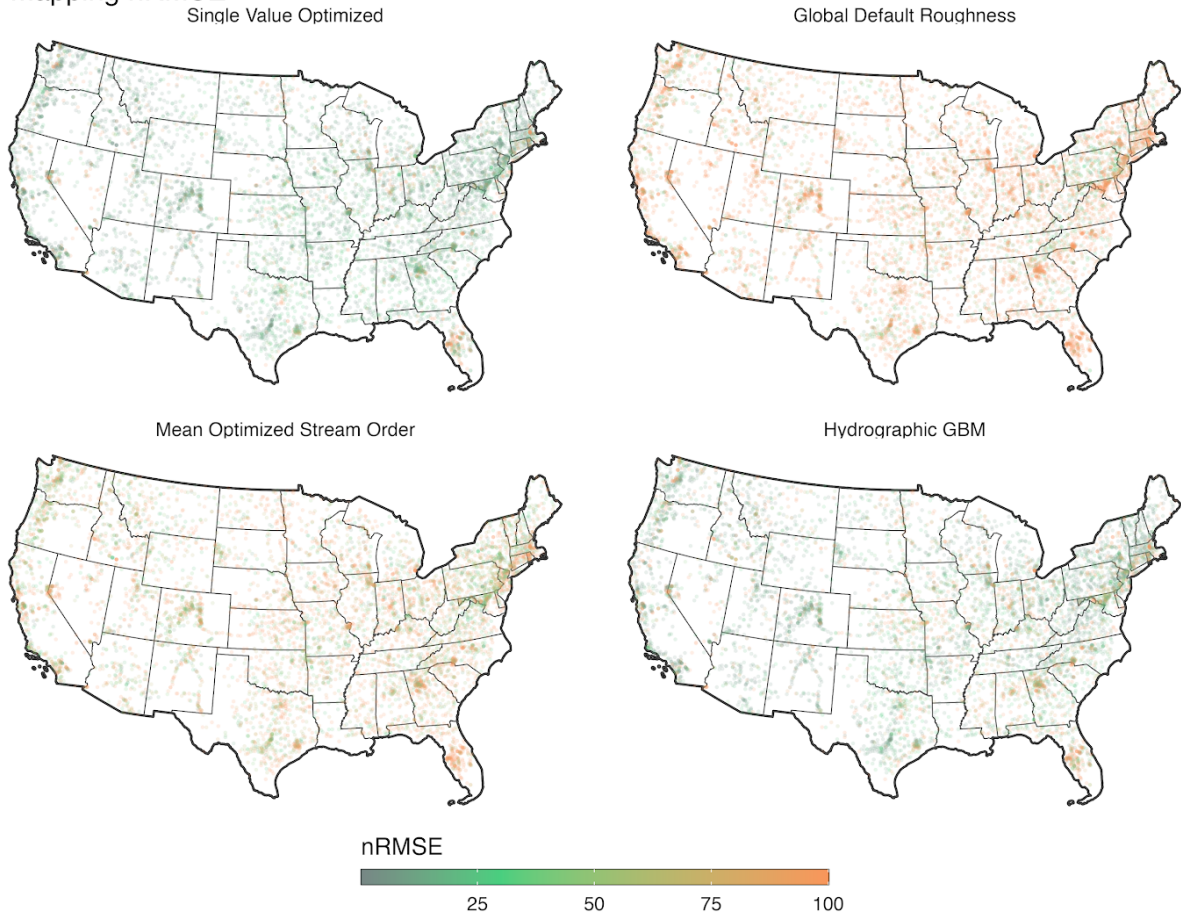 Single Value Optimized
Global Default Roughness
Mean Optimized Stream Order
Hydrographic GBM
nRMSE
25
50
75
100